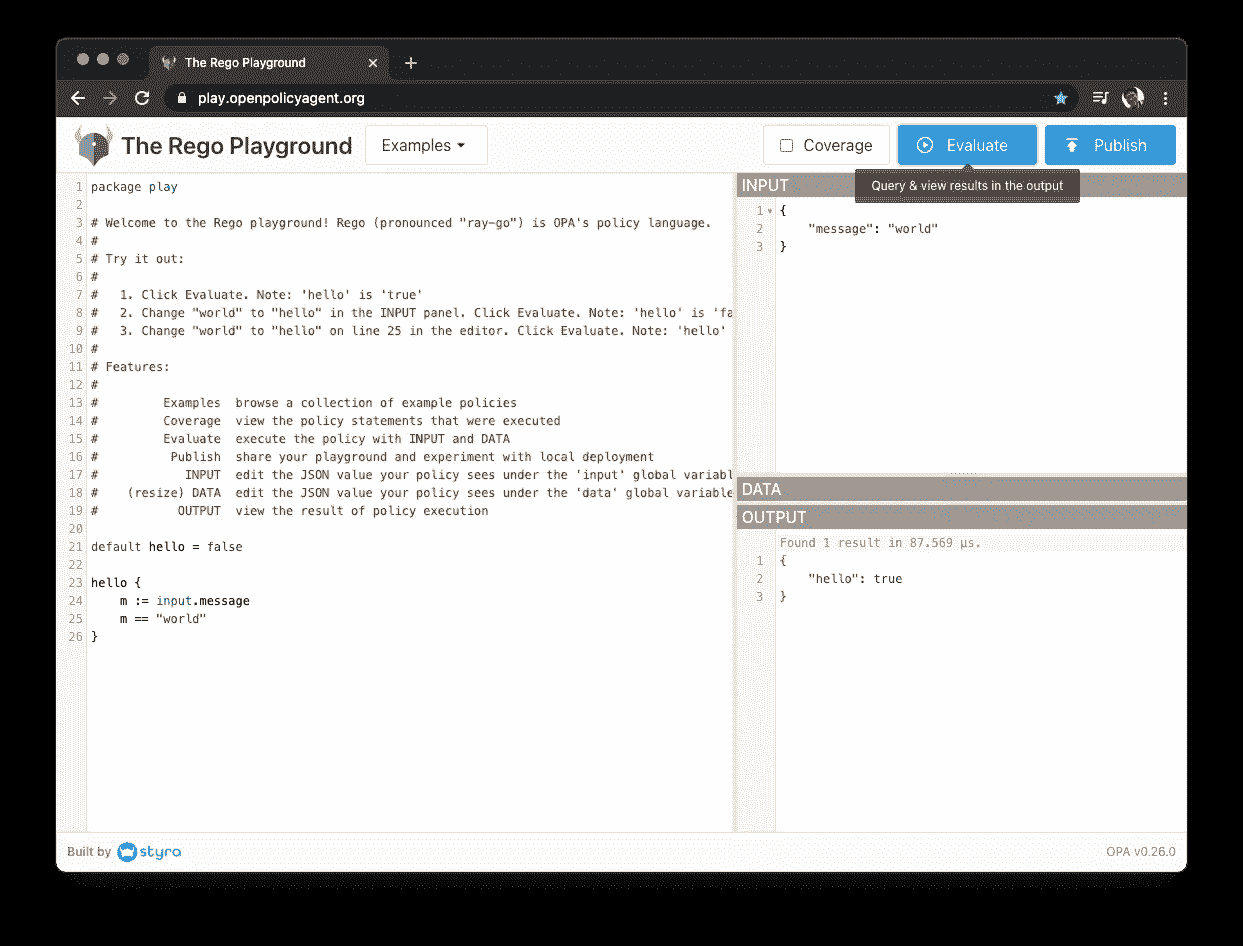 The Rego Playground
play.openpolicyagent.org
The Rego Playground
Examples
Coverage
Evaluate
Publish
Query & view results in the output
1 package play
2
3 # Welcome to the Rego playground! Rego (pronounced "ray-go") is OPA's policy language.
4 #
5 # Try it out:
6 #
7 #   1. Click Evaluate. Note: 'hello' is 'true'
8 #   2. Change "world" to "hello" in the INPUT panel. Click Evaluate. Note: 'hello' is 'fa
9 #   3. Change "world" to "hello" on line 25 in the editor. Click Evaluate. Note: 'hello'
10 #
11 # Features:
12 #
13 #         Examples  browse a collection of example policies
14 #         Coverage  view the policy statements that were executed
15 #         Evaluate  execute the policy with INPUT and DATA
16 #          Publish  share your playground and experiment with local deployment
17 #            INPUT  edit the JSON value your policy sees under the 'input' global variabl
18 #    (resize) DATA  edit the JSON value your policy sees under the 'data' global variable
19 #           OUTPUT  view the result of policy execution
20
21 default hello = false
22
23 hello {
24     m := input.message
25     m == "world"
26 }
INPUT
1 {
2     "message": "world"
3 }
DATA
OUTPUT
Found 1 result in 87.569 µs.
1 {
2     "hello": true
3 }
Built by styra
OPA v0.26.0